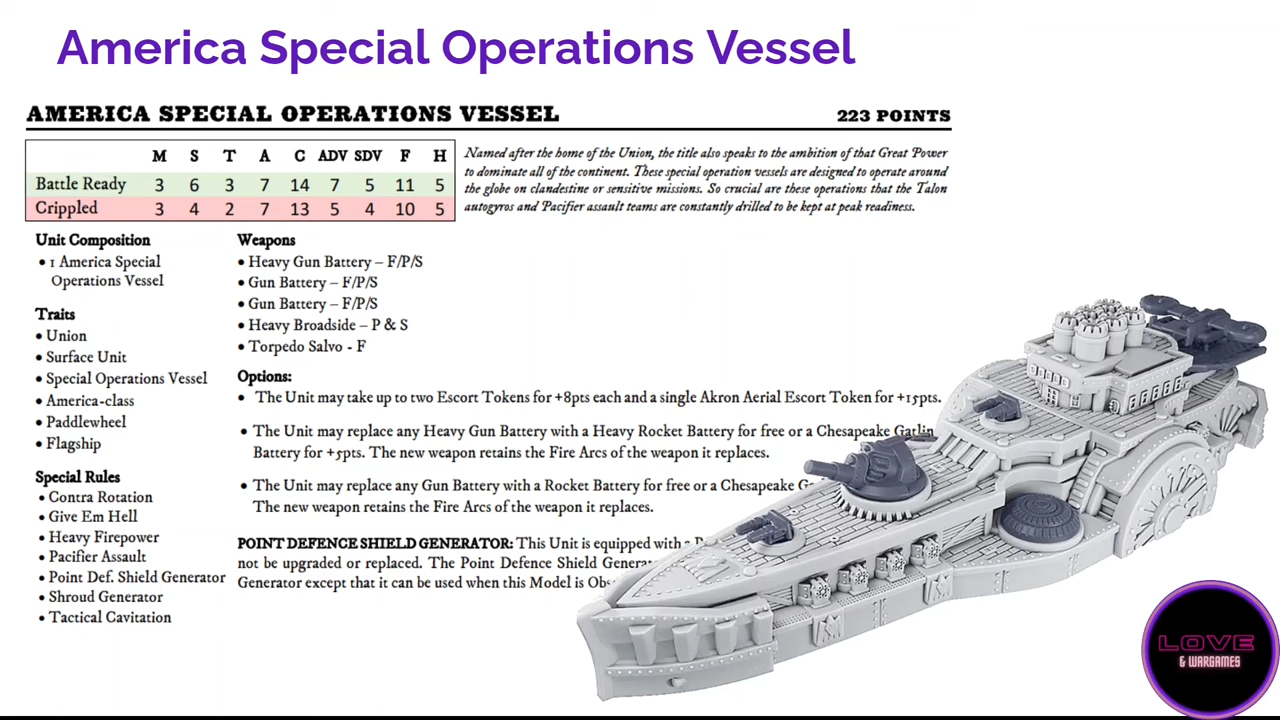 America Special Operations Vessel
AMERICA SPECIAL OPERATIONS VESSEL 223 POINTS
M S T A C ADV SDV F H
Battle Ready 3 6 3 7 14 7 5 11 5
Crippled 3 4 2 7 13 5 4 10 5
Named after the home of the Union, the title also speaks to the ambition of that Great Power
to dominate all of the continent. These special operation vessels are designed to operate around
the globe on clandestine or sensitive missions. So crucial are these operations that the Talon
autogyros and Pacifier assault teams are constantly drilled to be kept at peak readiness.
Unit Composition
• 1 America Special
Operations Vessel
Traits
• Union
• Surface Unit
• Special Operations Vessel
• America-class
• Paddlewheel
• Flagship
Special Rules
• Contra Rotation
• Give Em Hell
• Heavy Firepower
• Pacifier Assault
• Point Def. Shield Generator
• Shroud Generator
• Tactical Cavitation
Weapons
• Heavy Gun Battery – F/P/S
• Gun Battery – F/P/S
• Gun Battery – F/P/S
• Heavy Broadside – P & S
• Torpedo Salvo - F
Options:
• The Unit may take up to two Escort Tokens for +8pts each and a single Akron Aerial Escort Token for +15pts.
• The Unit may replace any Heavy Gun Battery with a Heavy Rocket Battery for free or a Chesapeake Gatlin
Battery for +5pts. The new weapon retains the Fire Arcs of the weapon it replaces.
• The Unit may replace any Gun Battery with a Rocket Battery for free or a Chesapeake
The new weapon retains the Fire Arcs of the weapon it replaces.
POINT DEFENCE SHIELD GENERATOR: This Unit is equipped with
not be upgraded or replaced. The Point Defence Shield
Generator except that it can be used when this Model is
LOVE
& WARGAMES